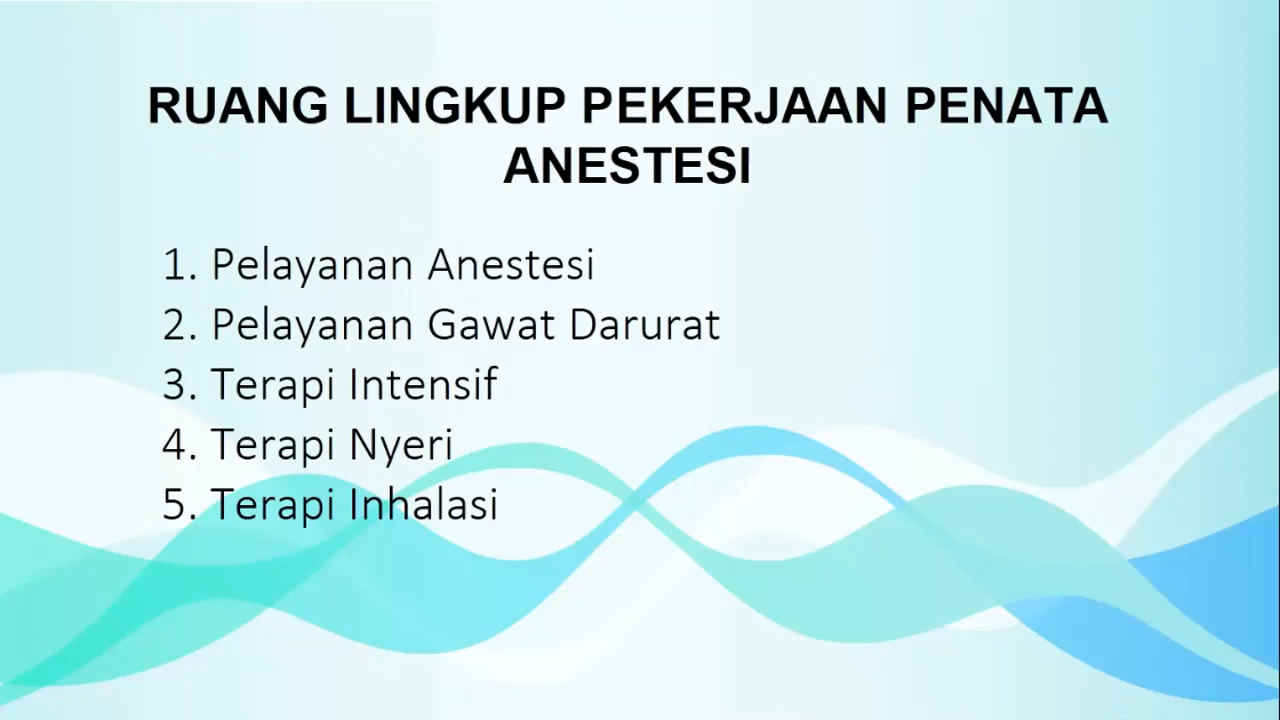 RUANG LINGKUP PEKERJAAN PENATA
ANESTESI
1. Pelayanan Anestesi
2. Pelayanan Gawat Darurat
3. Terapi Intensif
4. Terapi Nyeri
5. Terapi Inhalasi